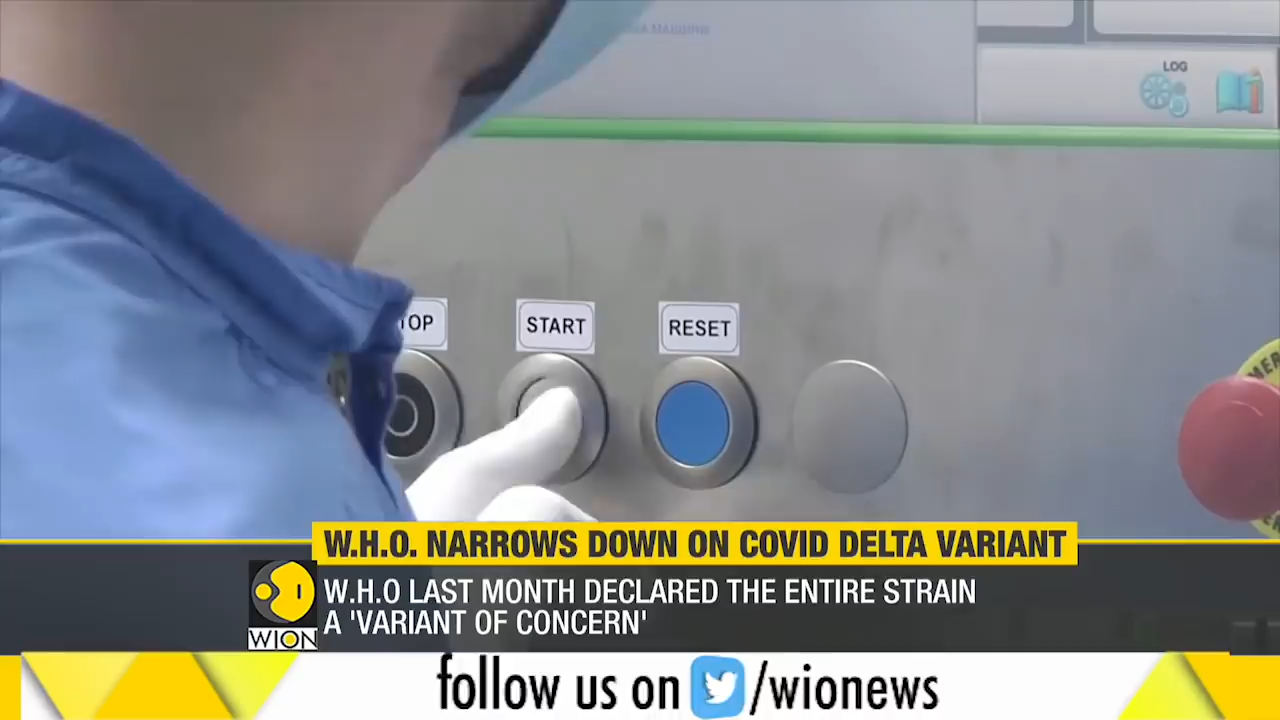 LOG
TOP
START
RESET
W.H.O. NARROWS DOWN ON COVID DELTA VARIANT
W.H.O LAST MONTH DECLARED THE ENTIRE STRAIN
A 'VARIANT OF CONCERN'
WION
follow us on /wionews